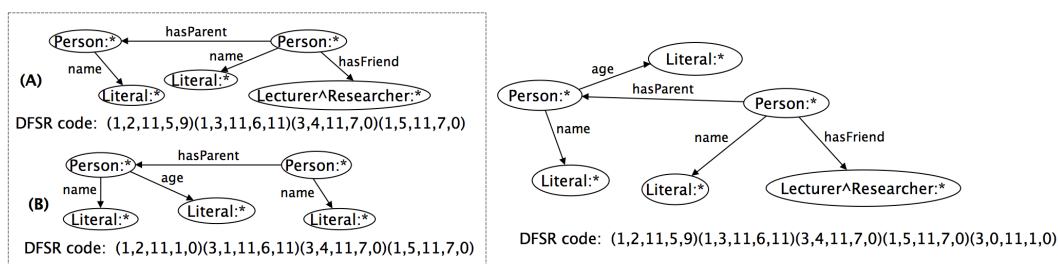 hasParent
Person:*
Person:*
name
name
hasFriend
(A)
Literal:*
Literal:*
Lecturer^Researcher:*
DFSR code: (1,2,11,5,9)(1,3,11,6,11)(3,4,11,7,0)(1,5,11,7,0)
hasParent
Person:*
Person:*
name
age
name
(B)
Literal:*
Literal:*
Literal:*
DFSR code: (1,2,11,1,0)(3,1,11,6,11)(3,4,11,7,0)(1,5,11,7,0)
Literal:*
age
hasParent
Person:*
Person:*
name
name
hasFriend
Literal:*
Literal:*
Lecturer^Researcher:*
DFSR code: (1,2,11,5,9)(1,3,11,6,11)(3,4,11,7,0)(1,5,11,7,0)(3,0,11,1,0)